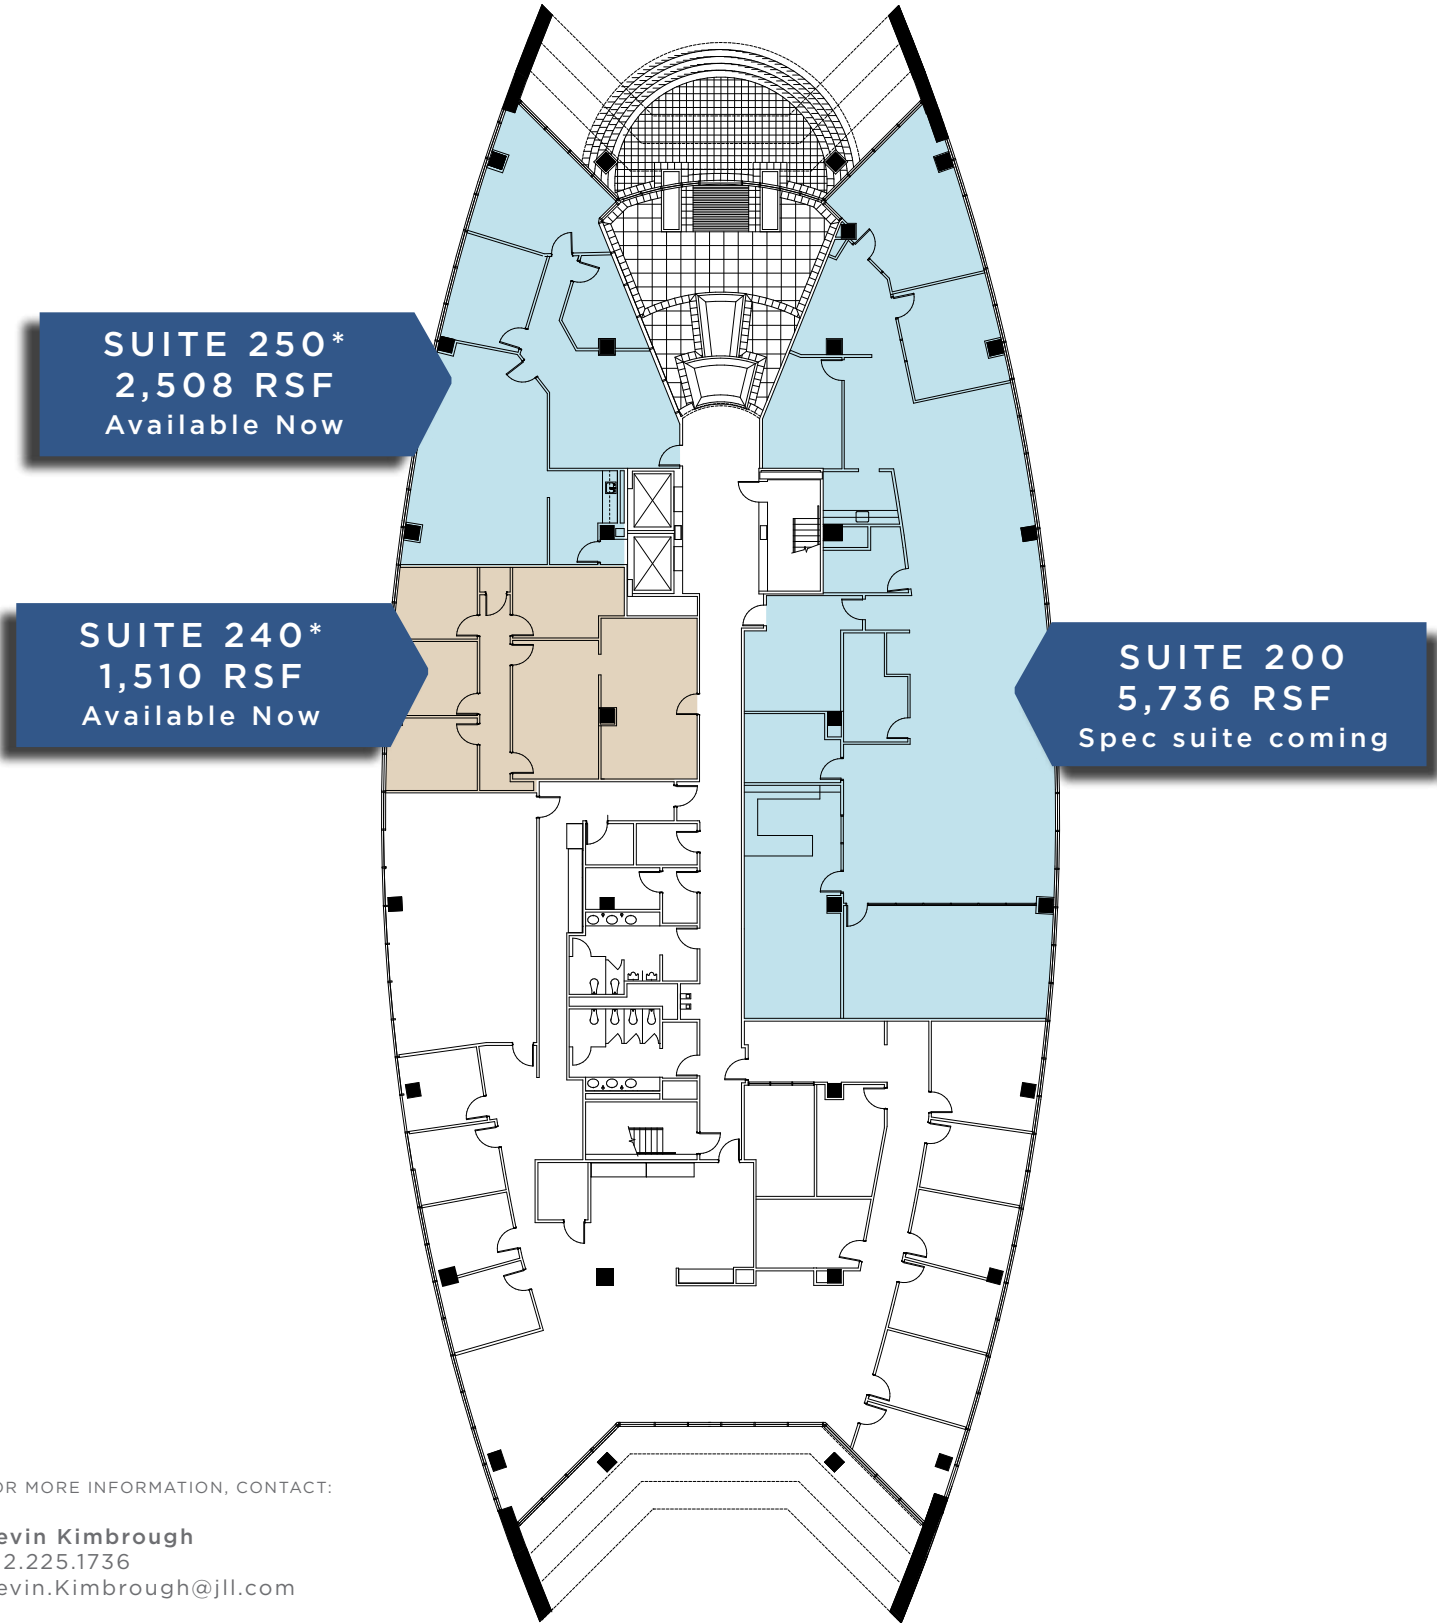 SUITE 250*
2,508 RSF
Available Now
SUITE 240*
1,510 RSF
Available Now
SUITE 200
5,736 RSF
Spec suite coming
OR MORE INFORMATION, CONTACT:
evin Kimbrough
2.225.1736
evin.Kimbrough@jll.com